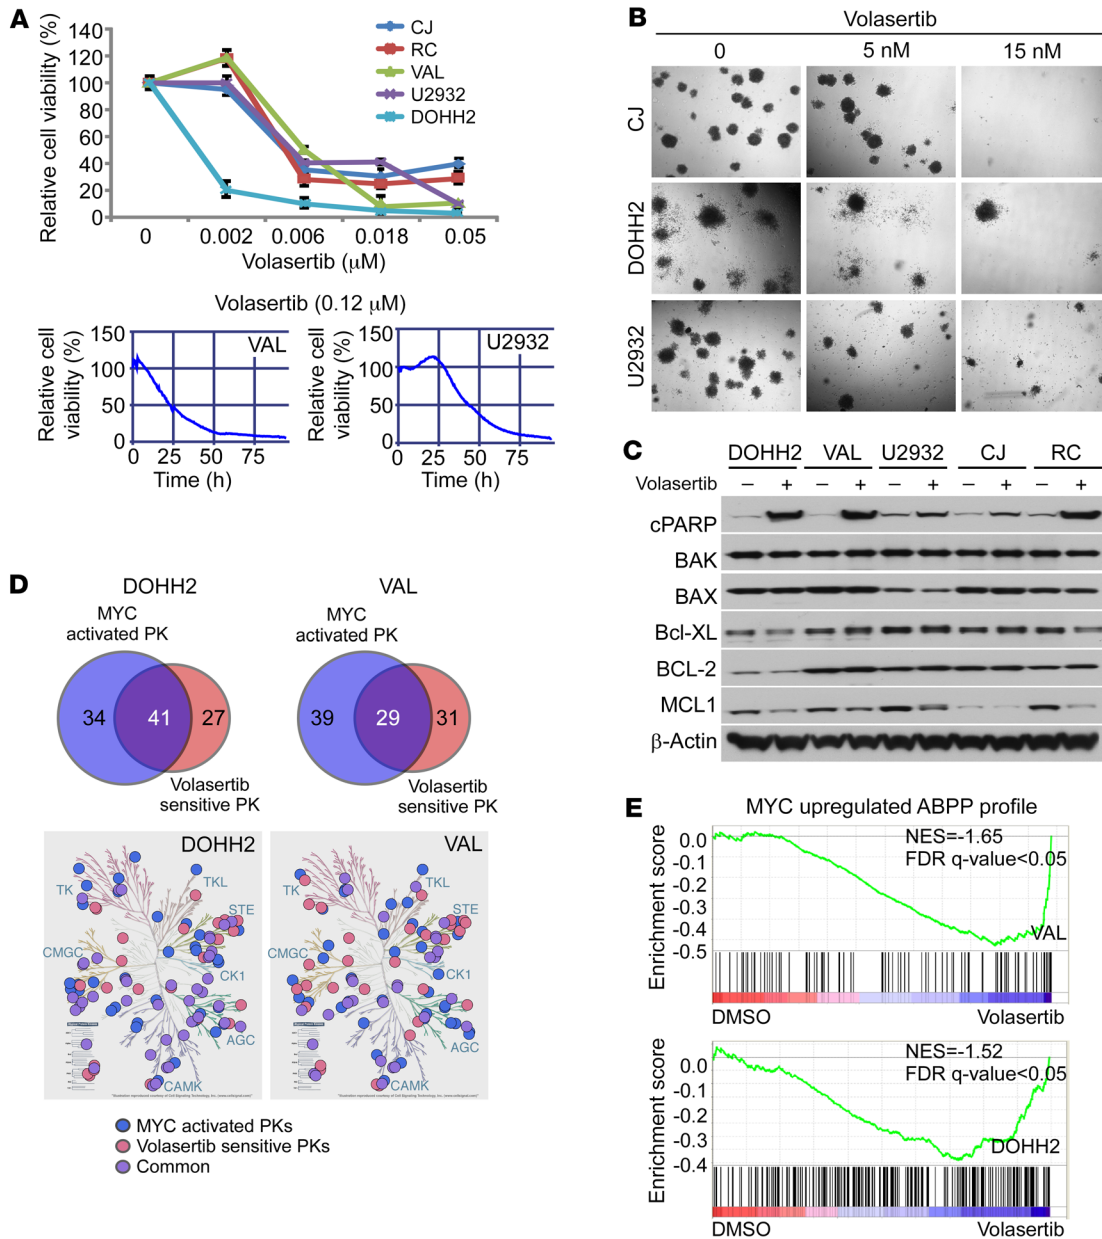 A
Relative cell viability (%)
140
120
100
80
60
40
20
0
0 0.002 0.006 0.018 0.05
Volasertib (μM)
CJ
RC
VAL
U2932
DOHH2
Volasertib (0.12 μM)
Relative cell
viability (%)
150
100
50
0
VAL
0 25 50 75
Time (h)
Relative cell
viability (%)
150
100
50
0
U2932
0 25 50 75
Time (h)
B
Volasertib
0 5 nM 15 nM
CJ
DOHH2
U2932
C
DOHH2 VAL U2932 CJ RC
Volasertib – + – + – + – + – +
cPARP
BAK
BAX
Bcl-XL
BCL-2
MCL1
β-Actin
D
DOHH2
MYC
activated PK
34 41 27
Volasertib
sensitive PK
VAL
MYC
activated PK
39 29 31
Volasertib
sensitive PK
DOHH2
TK
TKL
STE
CMGC
CK1
AGC
CAMK
VAL
TK
TKL
STE
CMGC
CK1
AGC
CAMK
MYC activated PKs
Volasertib sensitive PKs
Common
E
MYC upregulated ABPP profile
Enrichment score
0.0
-0.1
-0.2
-0.3
-0.4
-0.5
NES=-1.65
FDR q-value<0.05
VAL
DMSO Volasertib
Enrichment score
0.0
-0.1
-0.2
-0.3
-0.4
NES=-1.52
FDR q-value<0.05
DOHH2
DMSO Volasertib